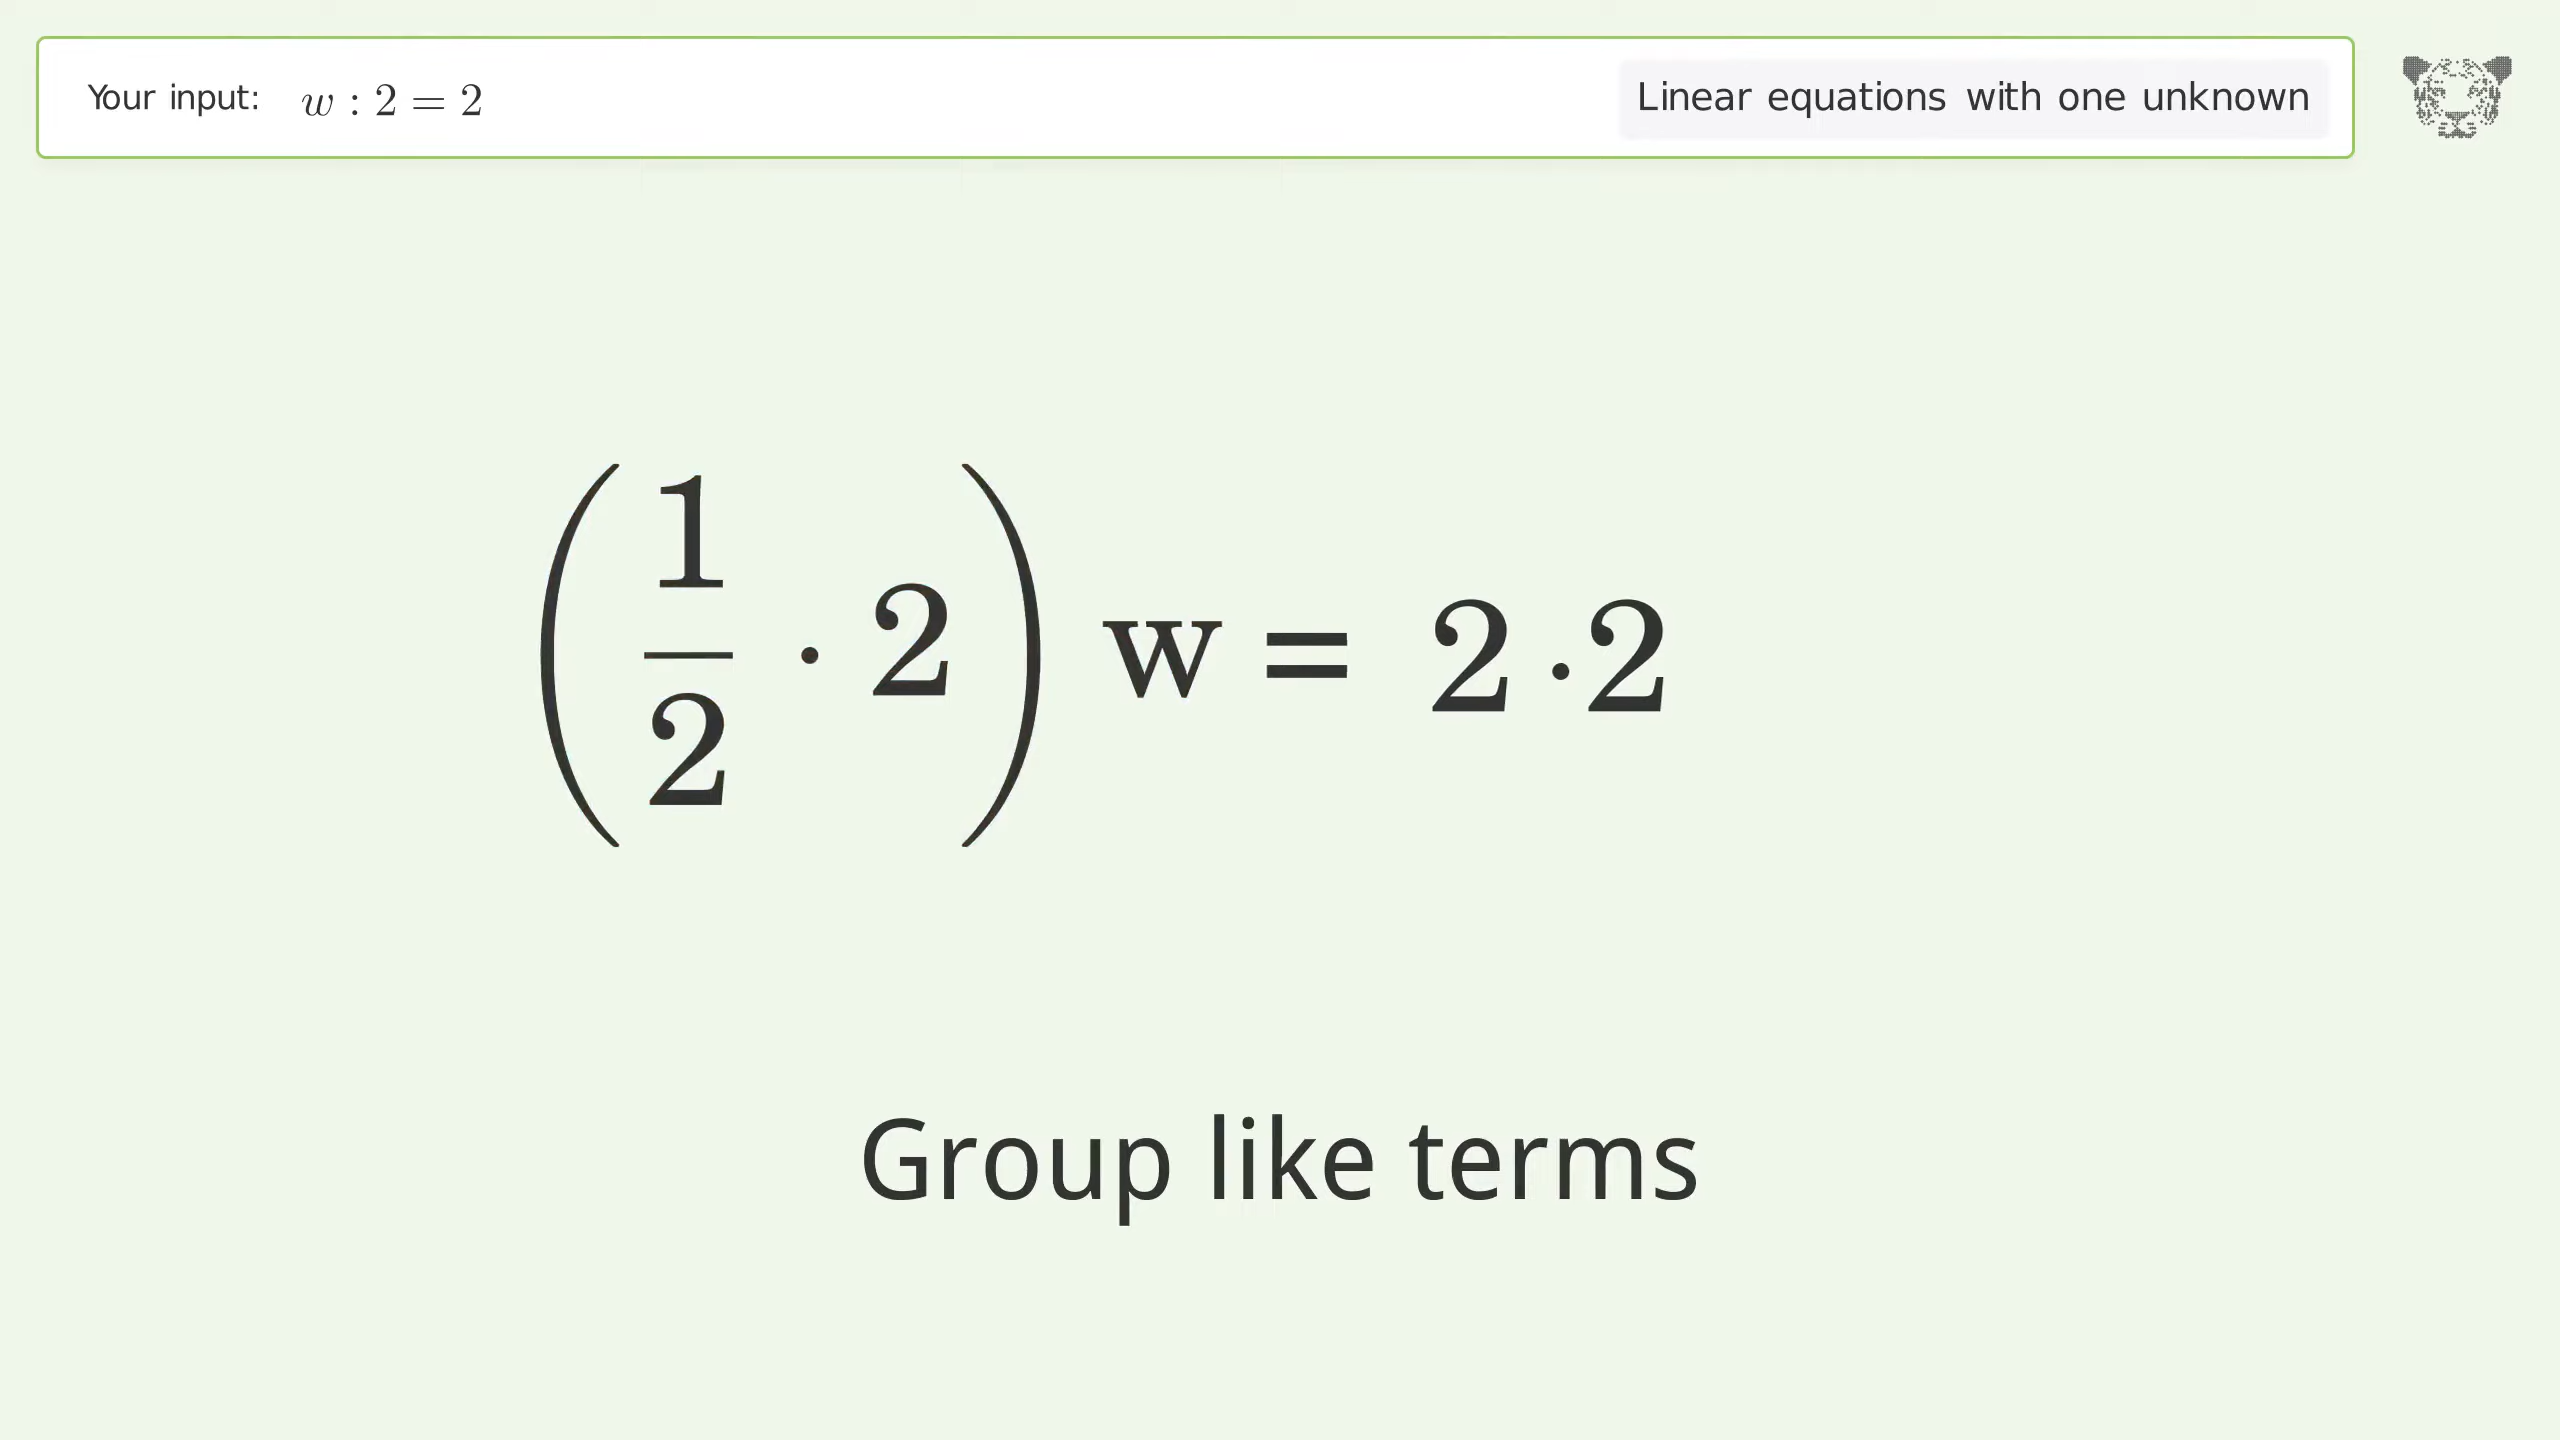 Your input: w : 2 = 2
Linear equations with one unknown
(1/2 · 2) w = 2 · 2
Group like terms